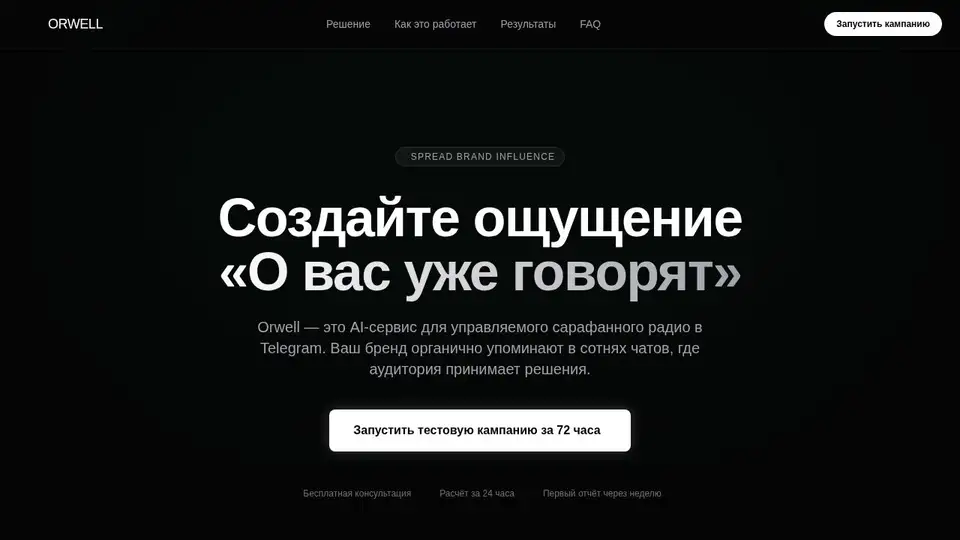 ORWELL
Решение
Как это работает
Результаты
FAQ
Запустить кампанию
SPREAD BRAND INFLUENCE
Создайте ощущение
«О вас уже говорят»
Orwell — это AI-сервис для управляемого сарафанного радио в
Telegram. Ваш бренд органично упоминают в сотнях чатов, где
аудитория принимает решения.
Запустить тестовую кампанию за 72 часа
Бесплатная консультация
Расчёт за 24 часа
Первый отчёт через неделю